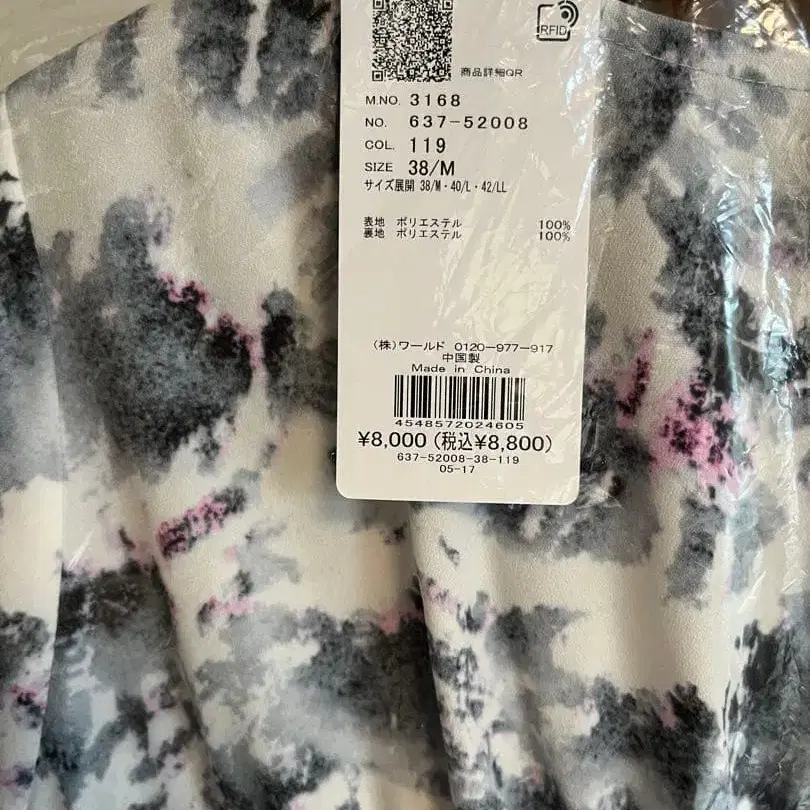 RFID
商品詳細QR
M.NO. 3168
NO. 637-52008
COL. 119
SIZE 38/M
サイズ展開 38/M・40/L・42/LL
表地 ポリエステル 100%
裏地 ポリエステル 100%
(株)ワールド 0120-977-917
中国製
Made in China
4548572024605
¥8,000(税込¥8,800)
637-52008-38-119
05-17